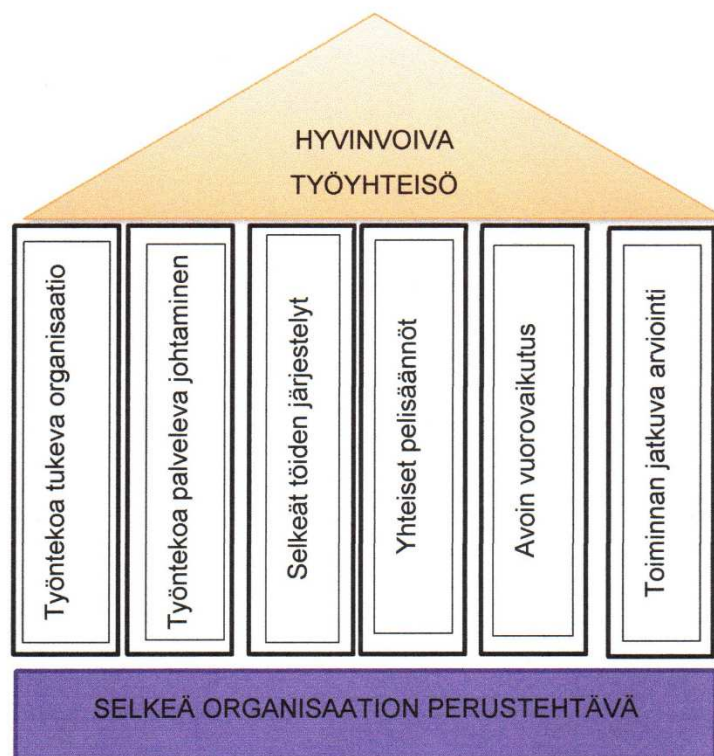 HYVINVOIVA
TYÖYHTEISÖ
Työntekoa tukeva organisaatio
Työntekoa palveleva johtaminen
Selkeät töiden järjestelyt
Yhteiset pelisäännöt
Avoin vuorovaikutus
Toiminnan jatkuva arviointi
SELKEÄ ORGANISAATION PERUSTEHTÄVÄ